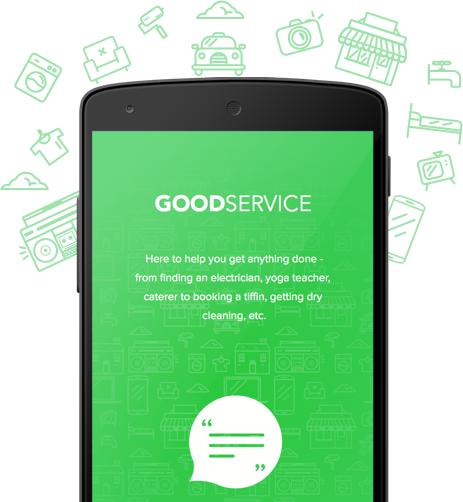 GOODSERVICE
Here to help you get anything done -
from finding an electrician, yoga teacher,
caterer to booking a tiffin, getting dry
cleaning, etc.